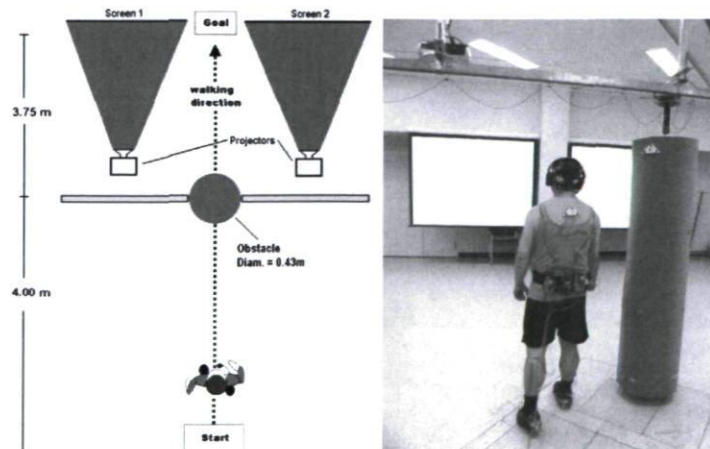 Screen 1
Goal
Screen 2
walking
direction
3.75 m
Projectors
Obstacle
Diam. = 0.43m
4.00 m
Start